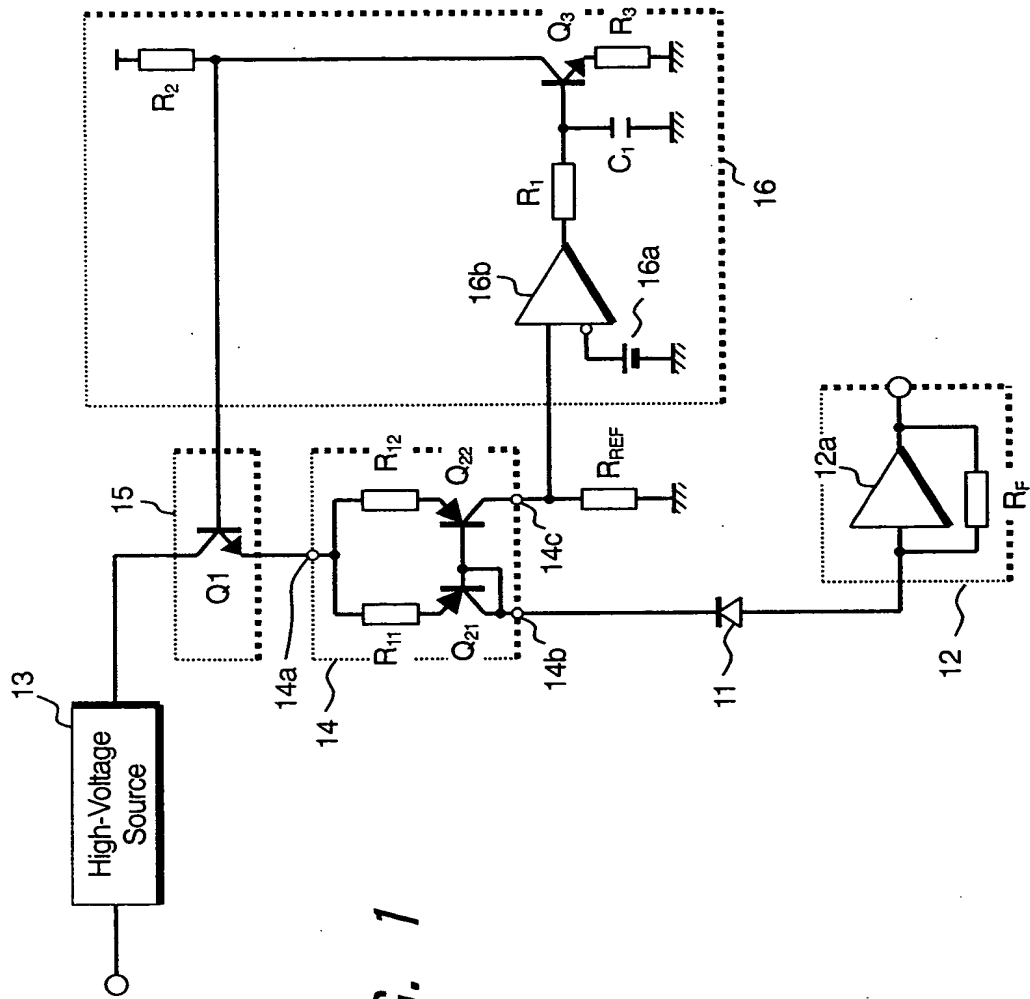 13
High-Voltage
Source
15
Q1
14a
14
R11
R12
Q21
Q22
14b
14c
RREF
11
12
12a
RF
R2
Q3
R3
C1
R1
16b
16a
16
1